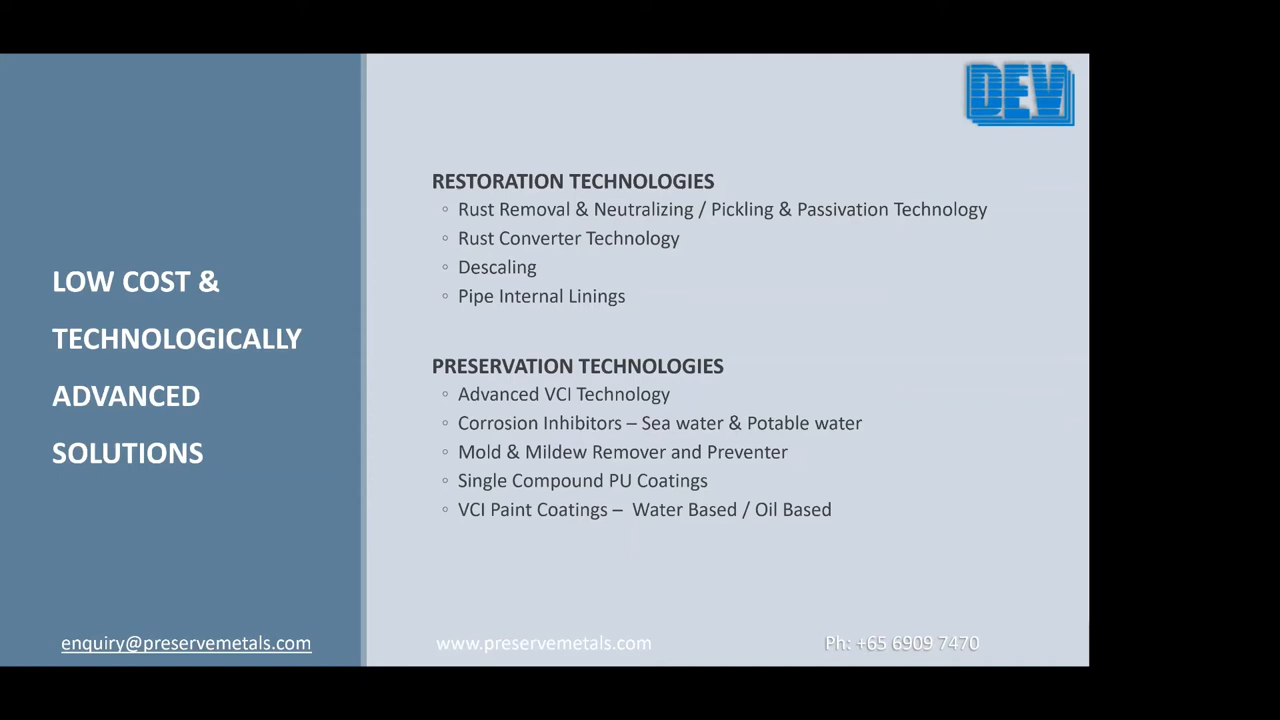 DEV
LOW COST &
TECHNOLOGICALLY
ADVANCED
SOLUTIONS
RESTORATION TECHNOLOGIES
◦ Rust Removal & Neutralizing / Pickling & Passivation Technology
◦ Rust Converter Technology
◦ Descaling
◦ Pipe Internal Linings
PRESERVATION TECHNOLOGIES
◦ Advanced VCI Technology
◦ Corrosion Inhibitors – Sea water & Potable water
◦ Mold & Mildew Remover and Preventer
◦ Single Compound PU Coatings
◦ VCI Paint Coatings – Water Based / Oil Based
enquiry@preservemetals.com
www.preservemetals.com
Ph: +65 6909 7470